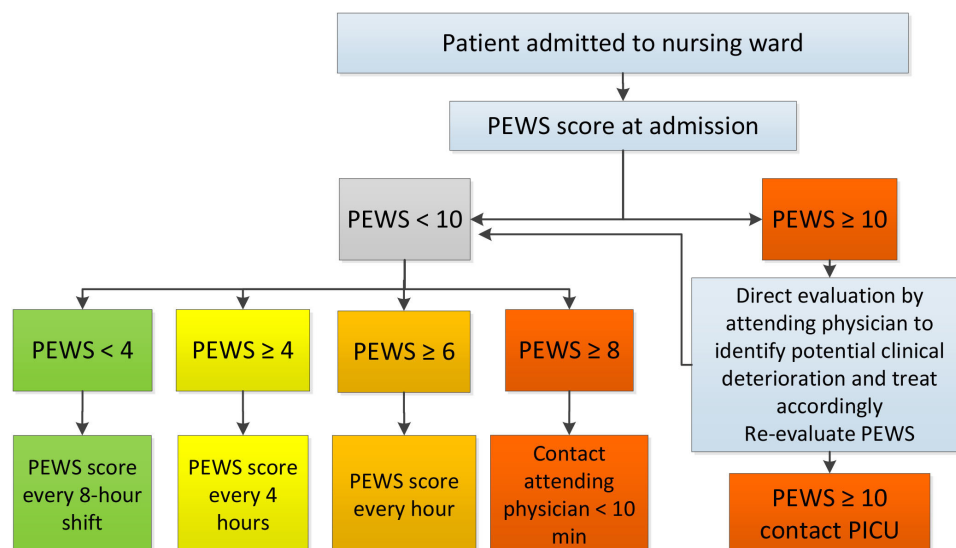 Patient admitted to nursing ward
PEWS score at admission
PEWS < 10
PEWS ≥ 10
Direct evaluation by
attending physician to
identify potential clinical
deterioration and treat
accordingly
Re-evaluate PEWS
PEWS < 4
PEWS ≥ 4
PEWS ≥ 6
PEWS ≥ 8
PEWS score
every 8-hour
shift
PEWS score
every 4
hours
PEWS score
every hour
Contact
attending
physician < 10
min
PEWS ≥ 10
contact PICU